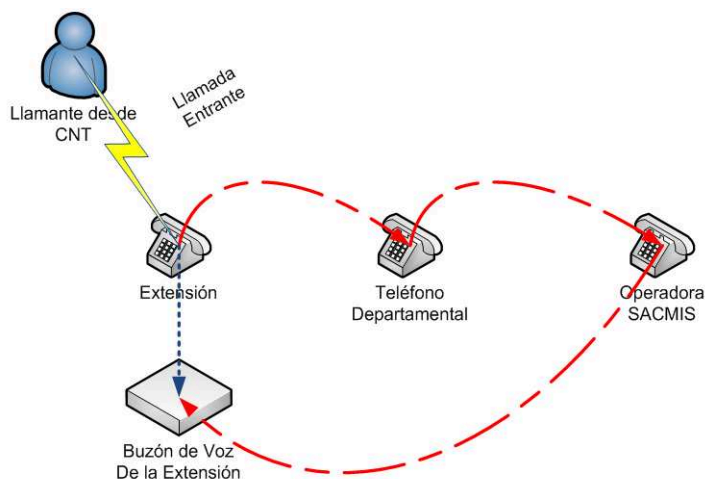 Llamante desde
CNT
Llamada
Entrante
Extensión
Teléfono
Departamental
Operadora
SACMIS
Buzón de Voz
De la Extensión